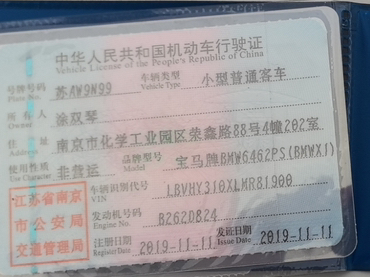 中华人民共和国机动车行驶证
Vehicle License of the People's Republic of China
号牌号码 苏AW9N99 车辆类型 小型普通客车
Plate No. Vehicle Type
所有人 涂双琴
Owner
住址 南京市化学工业园区荣鑫路88号4幢202室
Address
使用性质 非营运 品牌型号 宝马牌BMW6462PS(BMWX1)
Use Character Model
江苏省南京市公安局交通管理局
车辆识别代号 LBVHY310XLMR81900
VIN
发动机号码 B262D824
Engine No.
注册日期 2019-11-11 发证日期 2019-11-11
Register Date Issue Date